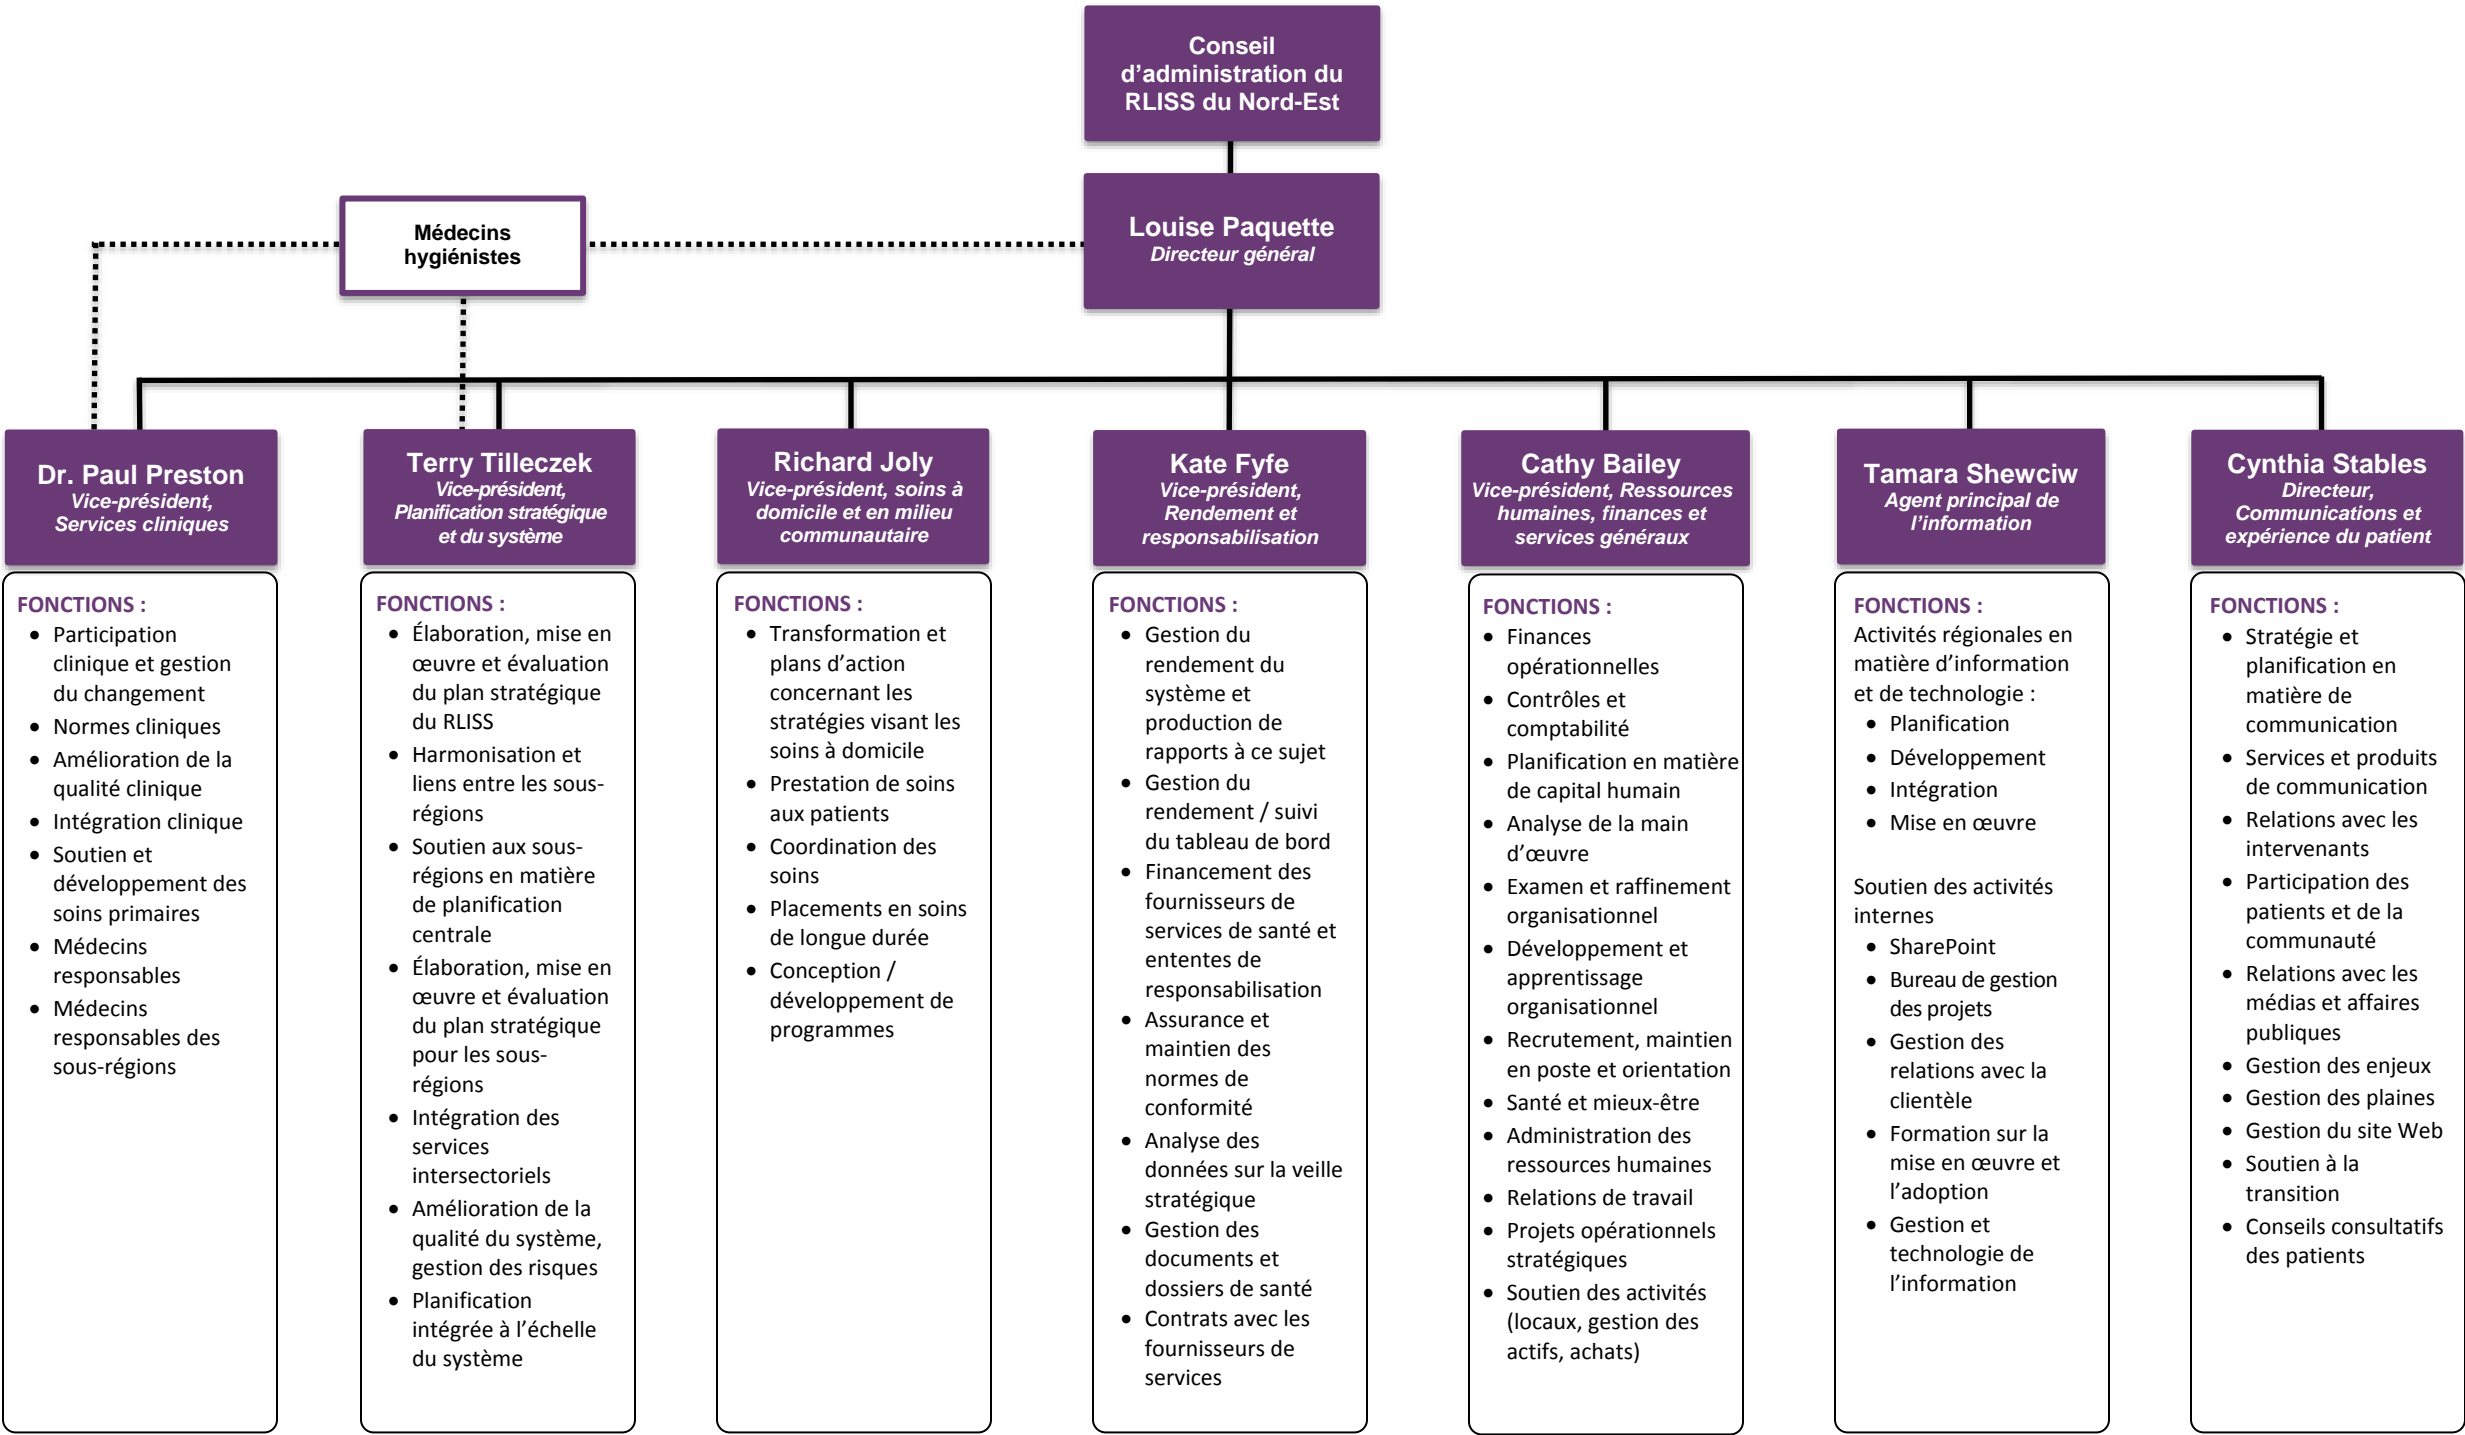 Conseil
d’administration du
RLISS du Nord-Est
Louise Paquette
Directeur général
Médecins
hygiénistes
Dr. Paul Preston
Vice-président,
Services cliniques
FONCTIONS :
• Participation
clinique et gestion
du changement
• Normes cliniques
• Amélioration de la
qualité clinique
• Intégration clinique
• Soutien et
développement des
soins primaires
• Médecins
responsables
• Médecins
responsables des
sous-régions
Terry Tilleczek
Vice-président,
Planification stratégique
et du système
FONCTIONS :
• Élaboration, mise en
œuvre et évaluation
du plan stratégique
du RLISS
• Harmonisation et
liens entre les sous-
régions
• Soutien aux sous-
régions en matière
de planification
centrale
• Élaboration, mise en
œuvre et évaluation
du plan stratégique
pour les sous-
régions
• Intégration des
services
intersectoriels
• Amélioration de la
qualité du système,
gestion des risques
• Planification
intégrée à l’échelle
du système
Richard Joly
Vice-président, soins à
domicile et en milieu
communautaire
FONCTIONS :
• Transformation et
plans d’action
concernant les
stratégies visant les
soins à domicile
• Prestation de soins
aux patients
• Coordination des
soins
• Placements en soins
de longue durée
• Conception /
développement de
programmes
Kate Fyfe
Vice-président,
Rendement et
responsabilisation
FONCTIONS :
• Gestion du
rendement du
système et
production de
rapports à ce sujet
• Gestion du
rendement / suivi
du tableau de bord
• Financement des
fournisseurs de
services de santé et
ententes de
responsabilisation
• Assurance et
maintien des
normes de
conformité
• Analyse des
données sur la veille
stratégique
• Gestion des
documents et
dossiers de santé
• Contrats avec les
fournisseurs de
services
Cathy Bailey
Vice-président, Ressources
humaines, finances et
services généraux
FONCTIONS :
• Finances
opérationnelles
• Contrôles et
comptabilité
• Planification en matière
de capital humain
• Analyse de la main
d’œuvre
• Examen et raffinement
organisationnel
• Développement et
apprentissage
organisationnel
• Recrutement, maintien
en poste et orientation
• Santé et mieux-être
• Administration des
ressources humaines
• Relations de travail
• Projets opérationnels
stratégiques
• Soutien des activités
(locaux, gestion des
actifs, achats)
Tamara Shewciw
Agent principal de
l’information
FONCTIONS :
Activités régionales en
matière d’information
et de technologie :
• Planification
• Développement
• Intégration
• Mise en œuvre
Soutien des activités
internes
• SharePoint
• Bureau de gestion
des projets
• Gestion des
relations avec la
clientèle
• Formation sur la
mise en œuvre et
l’adoption
• Gestion et
technologie de
l’information
Cynthia Stables
Directeur,
Communications et
expérience du patient
FONCTIONS :
• Stratégie et
planification en
matière de
communication
• Services et produits
de communication
• Relations avec les
intervenants
• Participation des
patients et de la
communauté
• Relations avec les
médias et affaires
publiques
• Gestion des enjeux
• Gestion des plaines
• Gestion du site Web
• Soutien à la
transition
• Conseils consultatifs
des patients